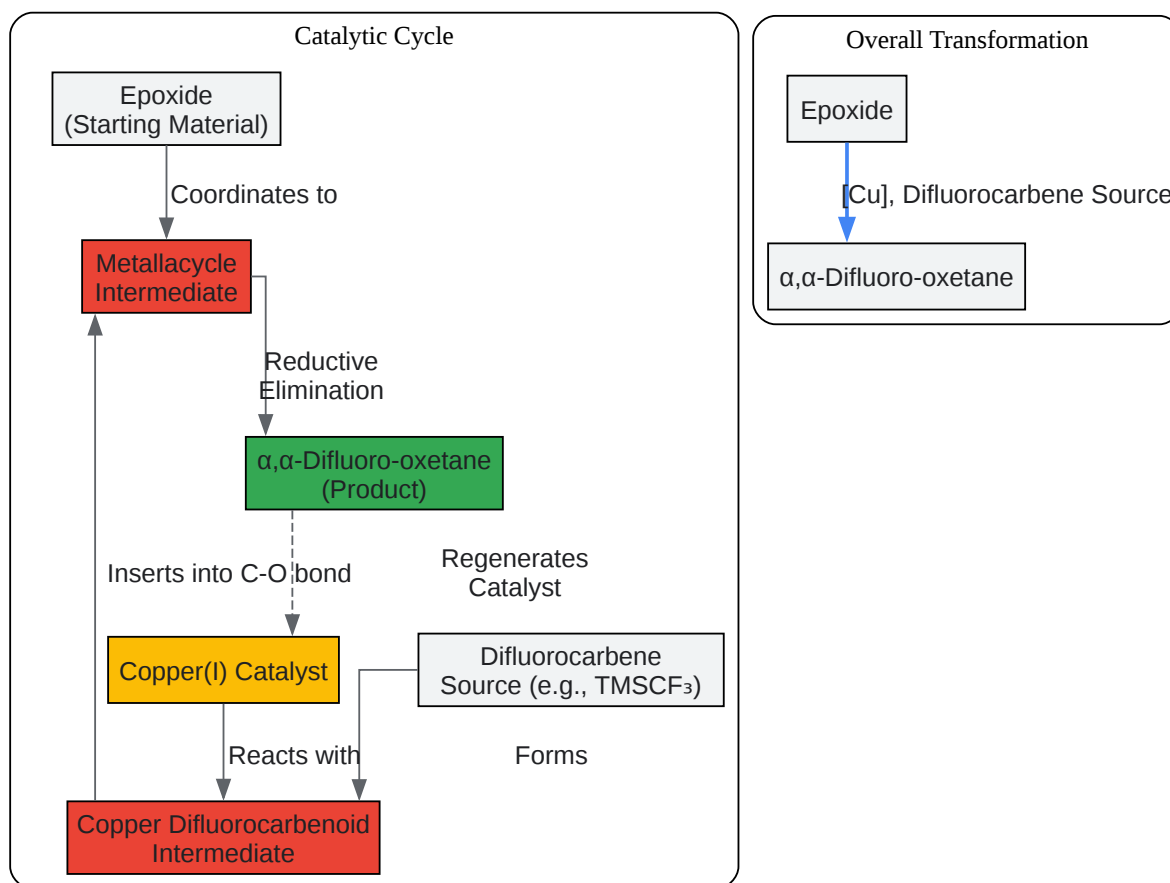 Catalytic Cycle
Epoxide
(Starting Material)
Coordinates to
Metallacycle
Intermediate
Reductive
Elimination
α,α-Difluoro-oxetane
(Product)
Inserts into C-O bond
Regenerates
Catalyst
Copper(I) Catalyst
Difluorocarbene
Source (e.g., TMSCF₃)
Reacts with
Forms
Copper Difluorocarbenoid
Intermediate
Overall Transformation
Epoxide
[Cu], Difluorocarbene Source
α,α-Difluoro-oxetane